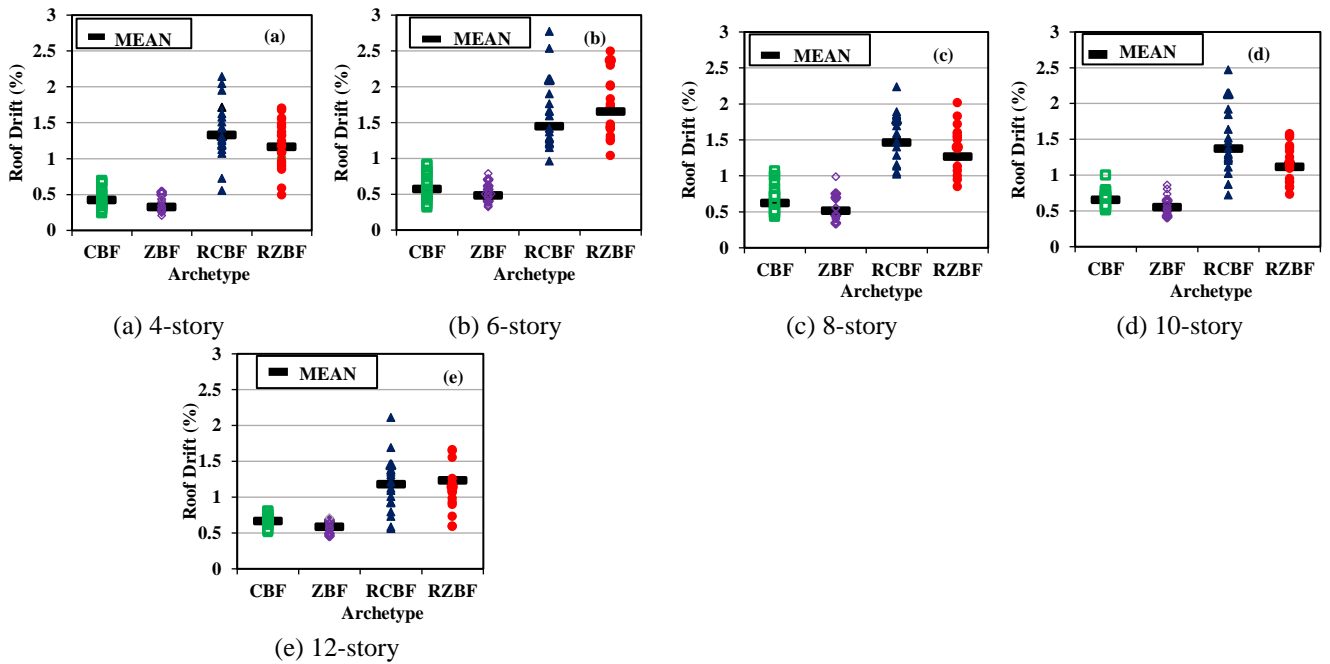 MEAN
(a)
Roof Drift (%)
3
2.5
2
1.5
1
0.5
0
CBF ZBF RCBF RZBF
Archetype
(a) 4-story
MEAN
(b)
Roof Drift (%)
3
2.5
2
1.5
1
0.5
0
CBF ZBF RCBF RZBF
Archetype
(b) 6-story
MEAN
(c)
Roof Drift (%)
3
2.5
2
1.5
1
0.5
0
CBF ZBF RCBF RZBF
Archetype
(c) 8-story
MEAN
(d)
Roof Drift (%)
3
2.5
2
1.5
1
0.5
0
CBF ZBF RCBF RZBF
Archetype
(d) 10-story
MEAN
(e)
Roof Drift (%)
3
2.5
2
1.5
1
0.5
0
CBF ZBF RCBF RZBF
Archetype
(e) 12-story